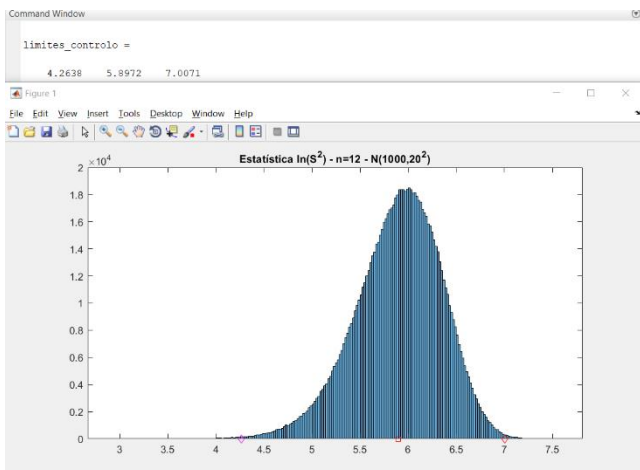 Command Window
limites_controlo =
4.2638 5.8972 7.0071
Figure 1
File Edit View Insert Tools Desktop Window Help
×10⁴
Estatística ln(S²) - n=12 - N(1000,20²)
2
1.8
1.6
1.4
1.2
1
0.8
0.6
0.4
0.2
0
3 3.5 4 4.5 5 5.5 6 6.5 7 7.5